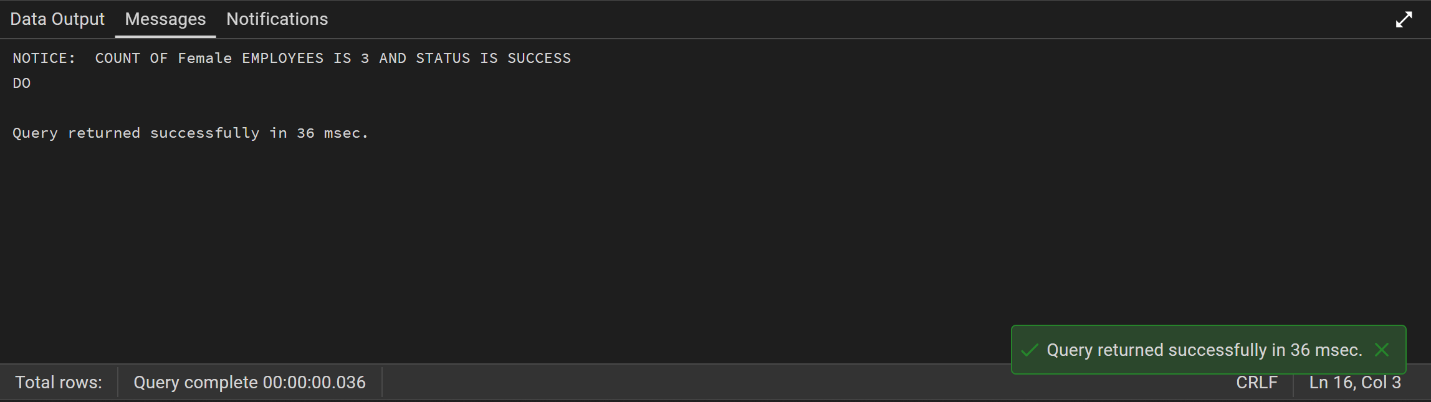 Data Output Messages Notifications
NOTICE:  COUNT OF Female EMPLOYEES IS 3 AND STATUS IS SUCCESS
DO
Query returned successfully in 36 msec.
Query returned successfully in 36 msec.
Total rows: Query complete 00:00:00.036 CRLF Ln 16, Col 3